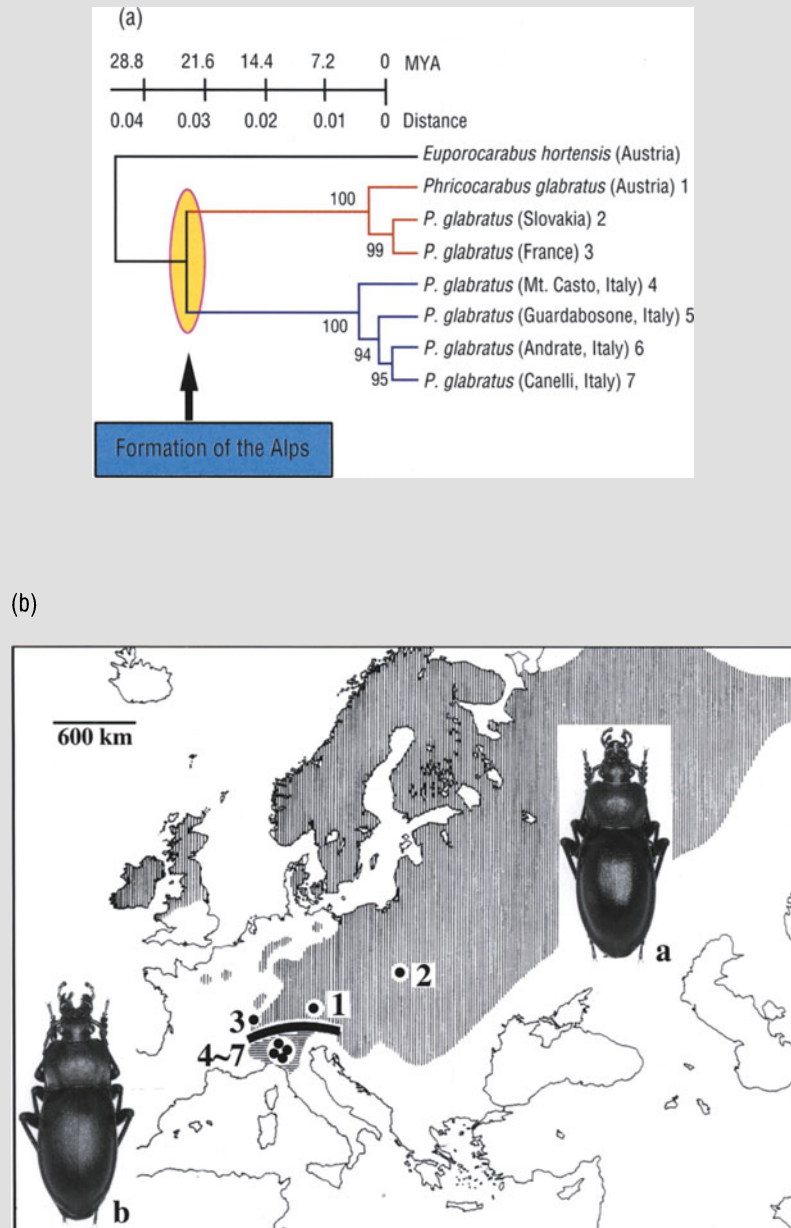 (a)
28.8 21.6 14.4 7.2 0 MYA
0.04 0.03 0.02 0.01 0 Distance
Euporocarabus hortensis (Austria)
Phricocarabus glabratus (Austria) 1
100
P. glabratus (Slovakia) 2
99
P. glabratus (France) 3
P. glabratus (Mt. Casto, Italy) 4
100
P. glabratus (Guardabosone, Italy) 5
94
P. glabratus (Andrate, Italy) 6
95
P. glabratus (Canelli, Italy) 7
Formation of the Alps
(b)
600 km
a
2
1
3
4~7
b